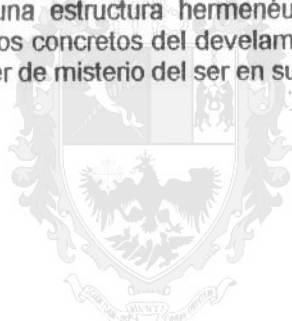 una estructura hermenéu
os concretos del develam
er de misterio del ser en su